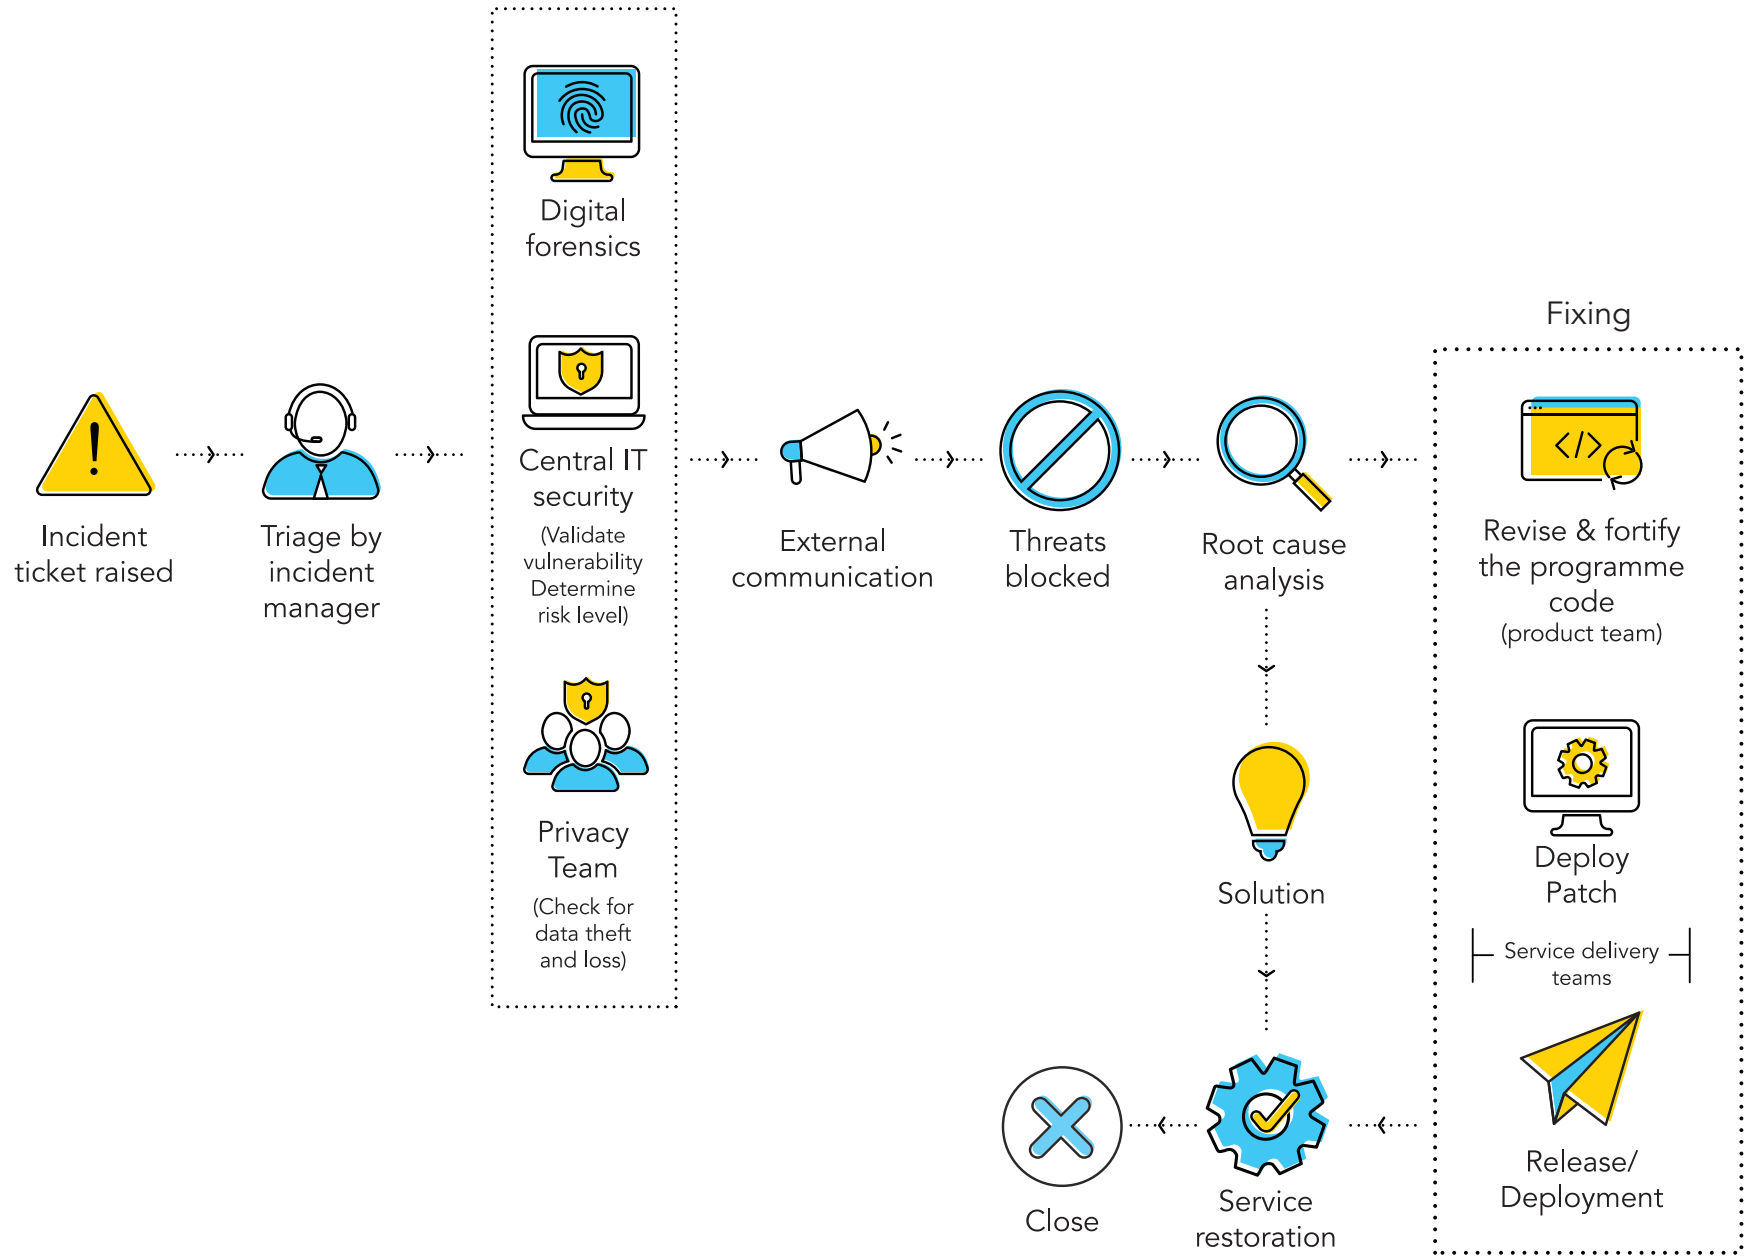 Incident
ticket raised
Triage by
incident
manager
Digital
forensics
Central IT
security
(Validate
vulnerability
Determine
risk level)
Privacy
Team
(Check for
data theft
and loss)
External
communication
Threats
blocked
Root cause
analysis
Fixing
Revise & fortify
the programme
code
(product team)
Deploy
Patch
Service delivery
teams
Release/
Deployment
Solution
Service
restoration
Close